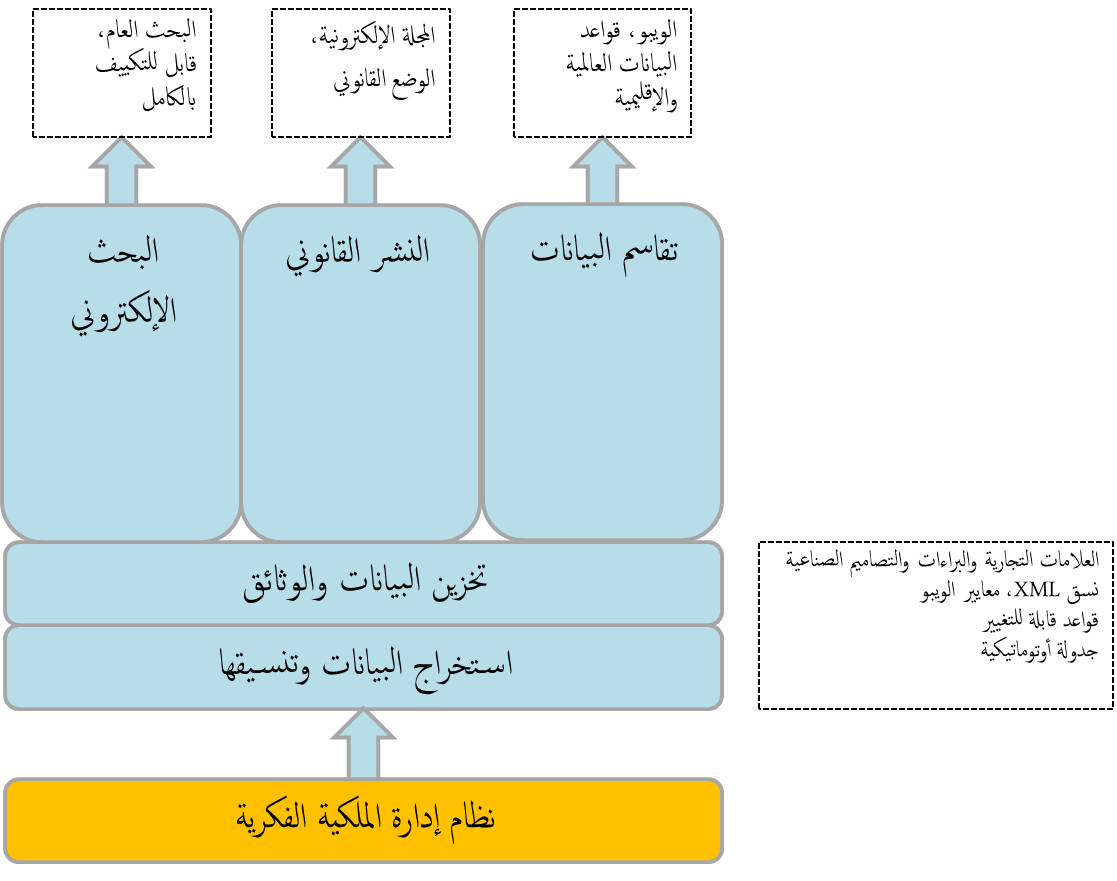 الويبو، قواعد
البيانات العالمية
والإقليمية
المجلة الإلكترونية،
الوضع القانوني
البحث العام،
قابل للتكييف
بالكامل
تقاسم البيانات
النشر القانوني
البحث
الإلكتروني
تخزين البيانات والوثائق
استخراج البيانات وتنسيقها
العلامات التجارية والبراءات والتصاميم الصناعية
نسق XML، معايير الويبو
قواعد قابلة للتغيير
جدولة أوتوماتيكية
نظام إدارة الملكية الفكرية